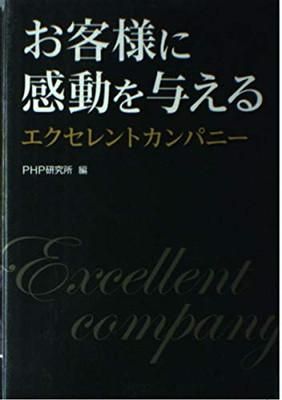 お客様に
感動を与える
エクセレントカンパニー
PHP研究所 編
Excellent
company